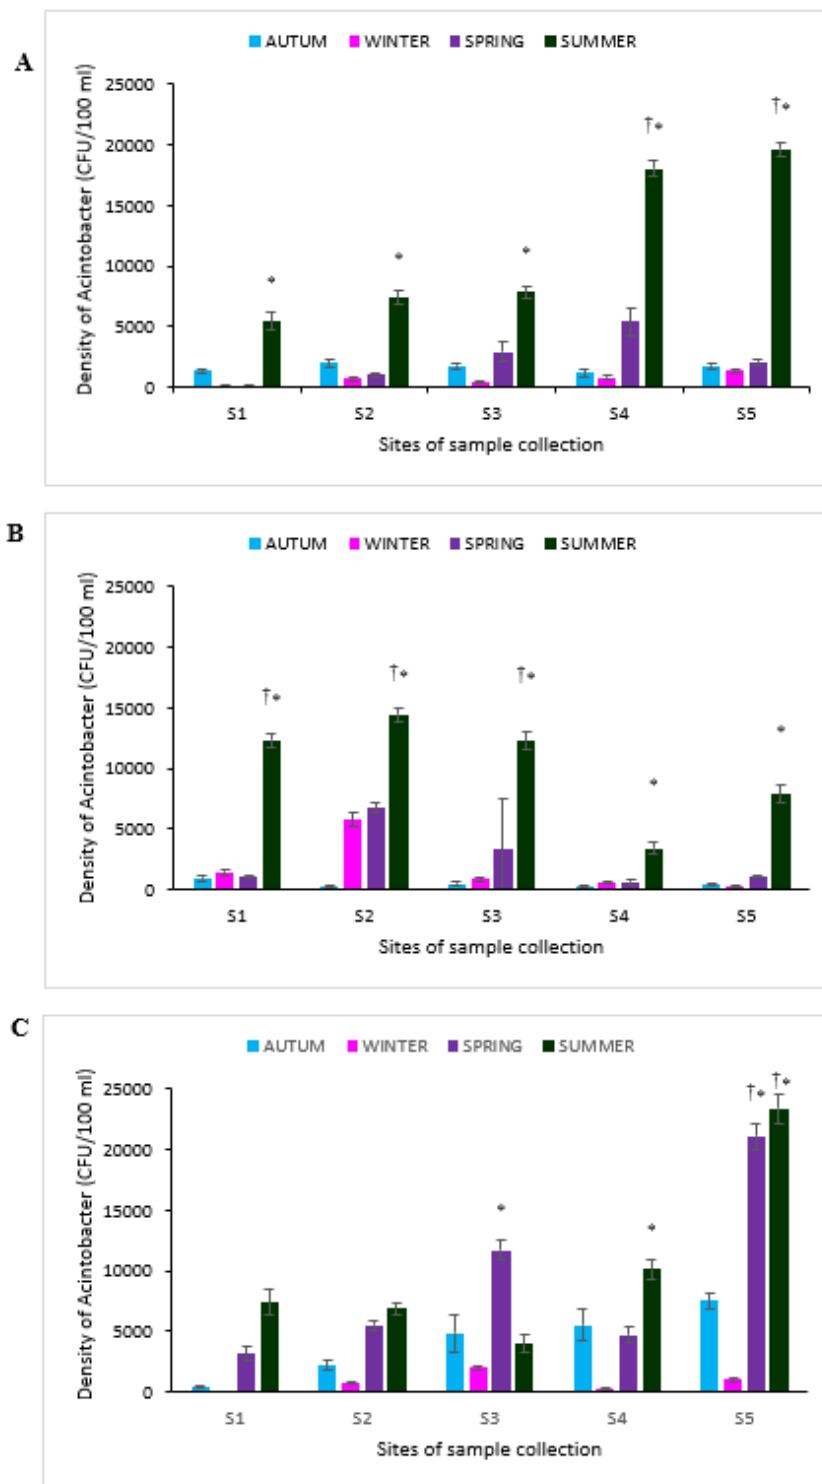 A
AUTUM WINTER SPRING SUMMER
Density of Acintobacter (CFU/100 ml)
25000
20000
15000
10000
5000
0
* * * †* †*
S1 S2 S3 S4 S5
Sites of sample collection
B
AUTUM WINTER SPRING SUMMER
Density of Acintobacter (CFU/100 ml)
25000
20000
15000
10000
5000
0
†* †* †* * *
S1 S2 S3 S4 S5
Sites of sample collection
C
AUTUM WINTER SPRING SUMMER
Density of Acintobacter (CFU/100 ml)
25000
20000
15000
10000
5000
0
* * †* †*
S1 S2 S3 S4 S5
Sites of sample collection